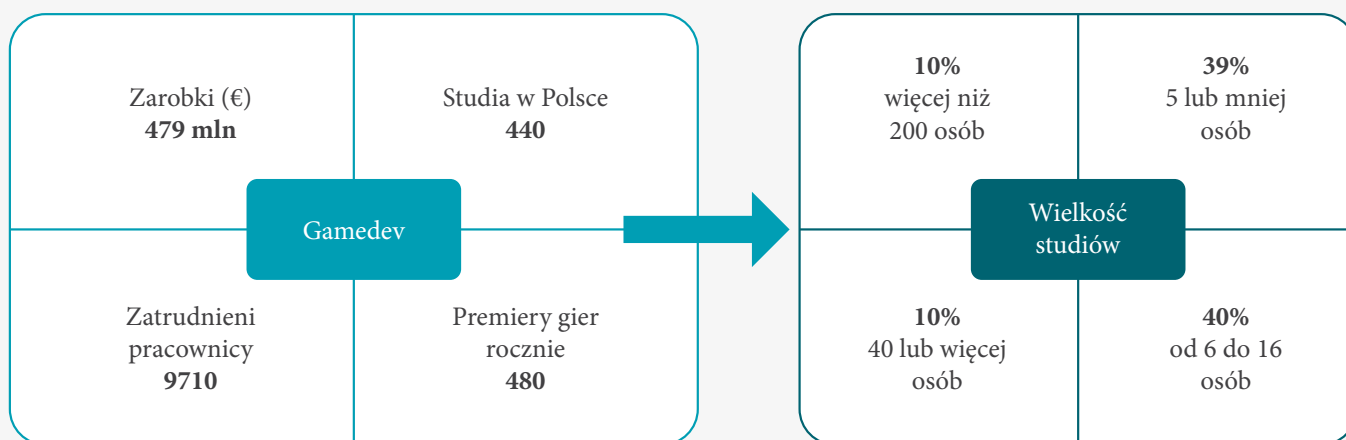 Zarobki (€)
479 mln
Studia w Polsce
440
Gamedev
Zatrudnieni
pracownicy
9710
Premiery gier
rocznie
480
10%
więcej niż
200 osób
39%
5 lub mniej
osób
Wielkość
studiów
10%
40 lub więcej
osób
40%
od 6 do 16
osób